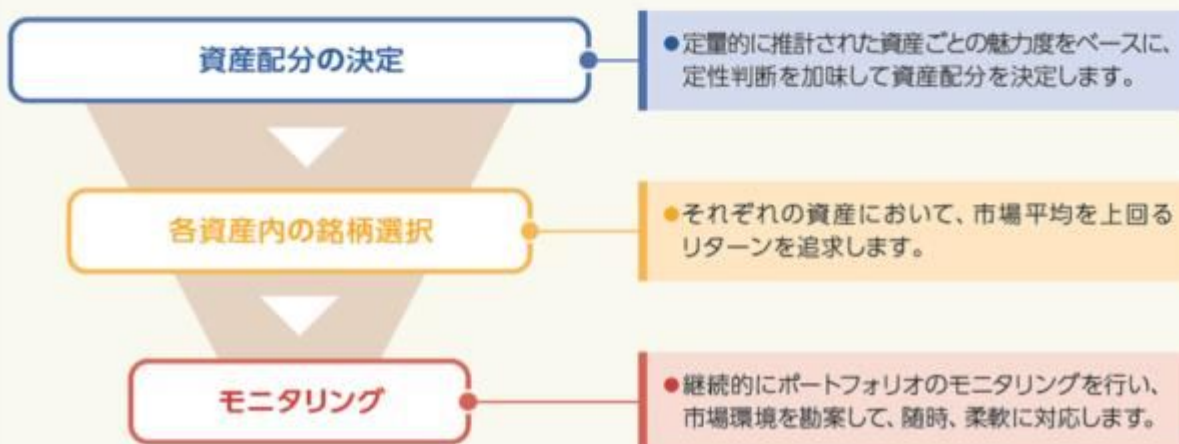 資産配分の決定
●定量的に推計された資産ごとの魅力度をベースに、
定性判断を加味して資産配分を決定します。
各資産内の銘柄選択
●それぞれの資産において、市場平均を上回る
リターンを追求します。
モニタリング
●継続的にポートフォリオのモニタリングを行い、
市場環境を勘案して、随時、柔軟に対応します。